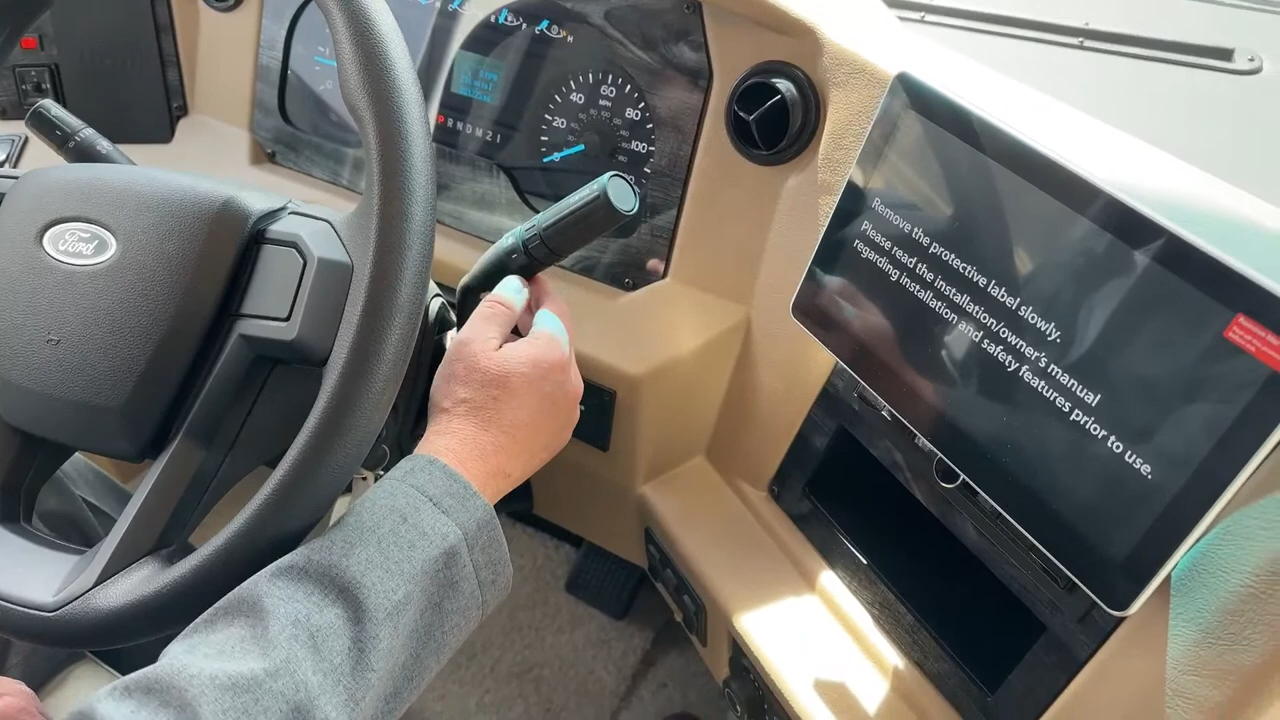 Ford
E F C H
PRNDM21
20 40 60 80 100
MPH
Remove the protective label slowly.
Please read the installation/owner's manual
regarding installation and safety features prior to use.